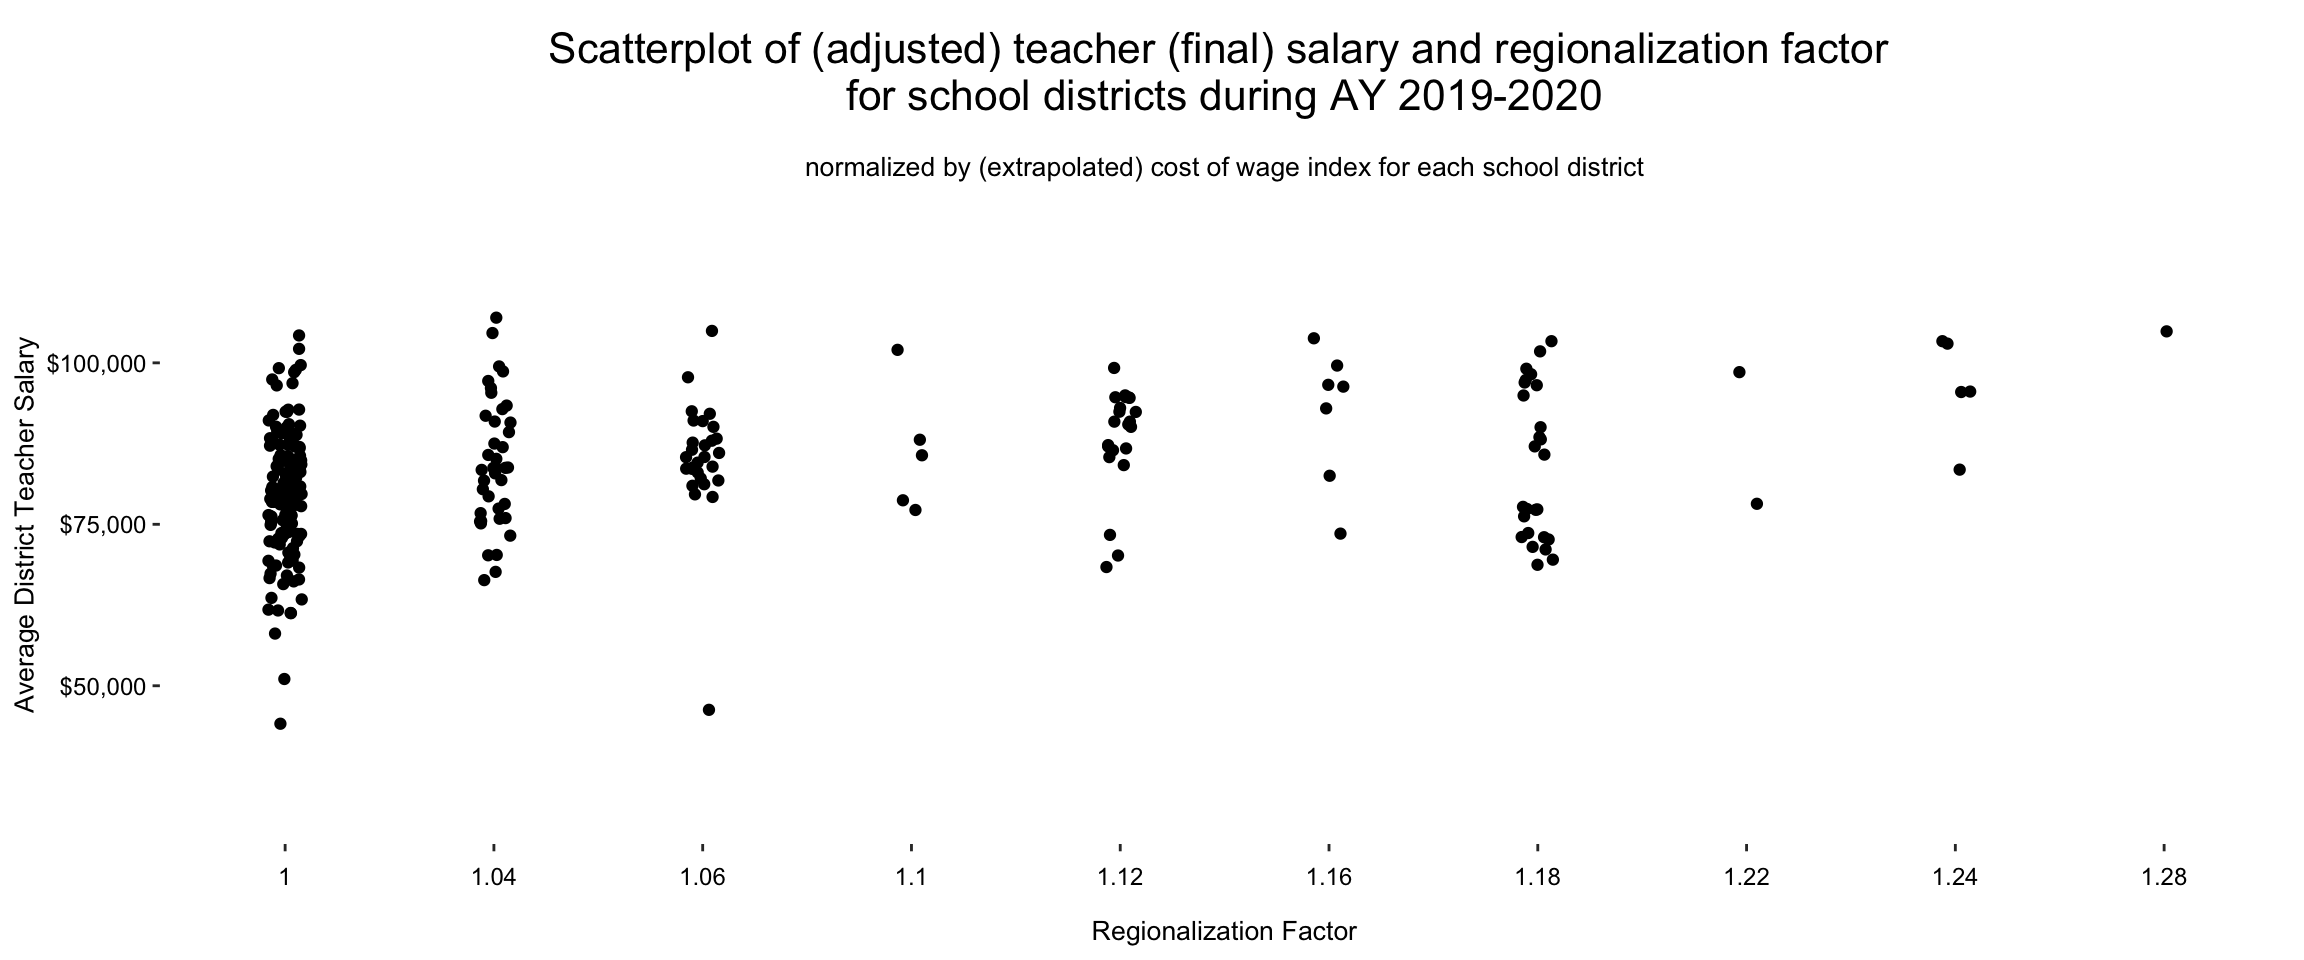 Scatterplot of (adjusted) teacher (final) salary and regionalization factor
for school districts during AY 2019-2020
normalized by (extrapolated) cost of wage index for each school district
Average District Teacher Salary
$100,000
$75,000
$50,000
1 1.04 1.06 1.1 1.12 1.16 1.18 1.22 1.24 1.28
Regionalization Factor